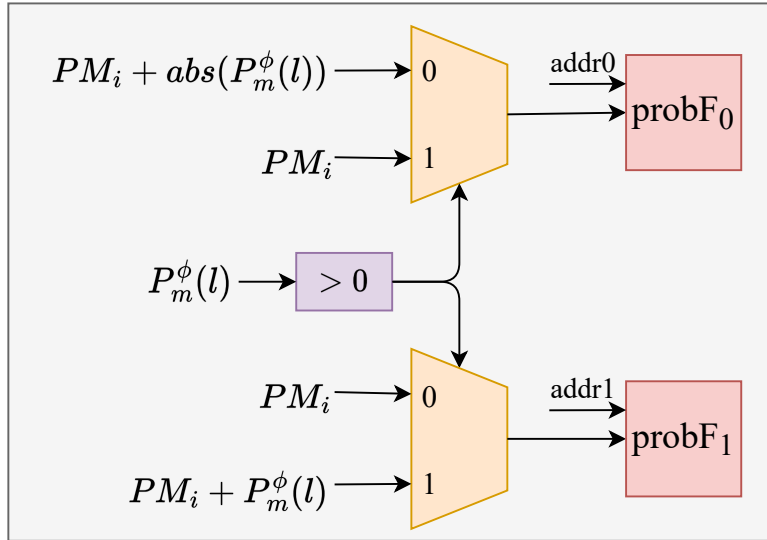 PM_i + abs(P_m^ϕ(l))
0
addr0
probF_0
PM_i
1
P_m^ϕ(l)
> 0
PM_i
0
addr1
probF_1
PM_i + P_m^ϕ(l)
1